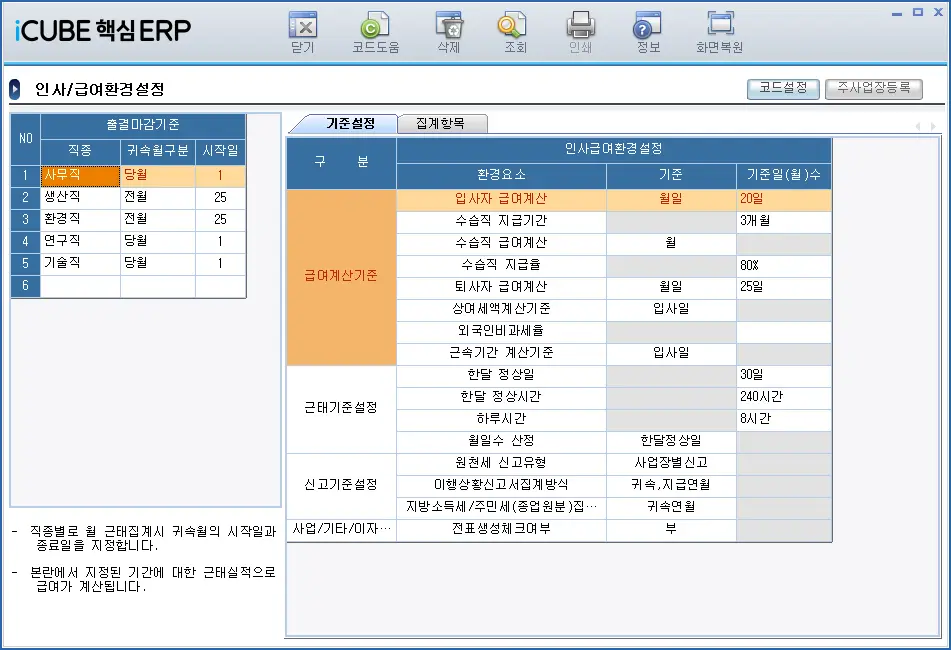 iCUBE 핵심ERP
닫기 코드도움 삭제 조회 인쇄 정보 화면복원
인사/급여환경설정
코드설정 주사업장등록
NO 출결마감기준
직종 귀속월구분 시작일
1 사무직 당월 1
2 생산직 전월 25
3 환경직 전월 25
4 연구직 당월 1
5 기술직 당월 1
6
- 직종별로 월 근태집계시 귀속월의 시작일과
종료일을 지정합니다.
- 본란에서 지정된 기간에 대한 근태실적으로
급여가 계산됩니다.
기준설정 집계항목
구 분 인사급여환경설정
환경요소 기준 기준일(월)수
급여계산기준
입사자 급여계산 월일 20일
수습직 지급기간 3개월
수습직 급여계산 월
수습직 지급율 80%
퇴사자 급여계산 월일 25일
상여세액계산기준 입사일
외국인비과세율
근속기간 계산기준 입사일
근태기준설정
한달 정상일 30일
한달 정상시간 240시간
하루시간 8시간
월일수 산정 한달정상일
신고기준설정
원천세 신고유형 사업장별신고
이행상황신고서집계방식 귀속,지급연월
지방소득세/주민세(종업원분)집… 귀속연월
사업/기타/이자… 전표생성체크여부 부